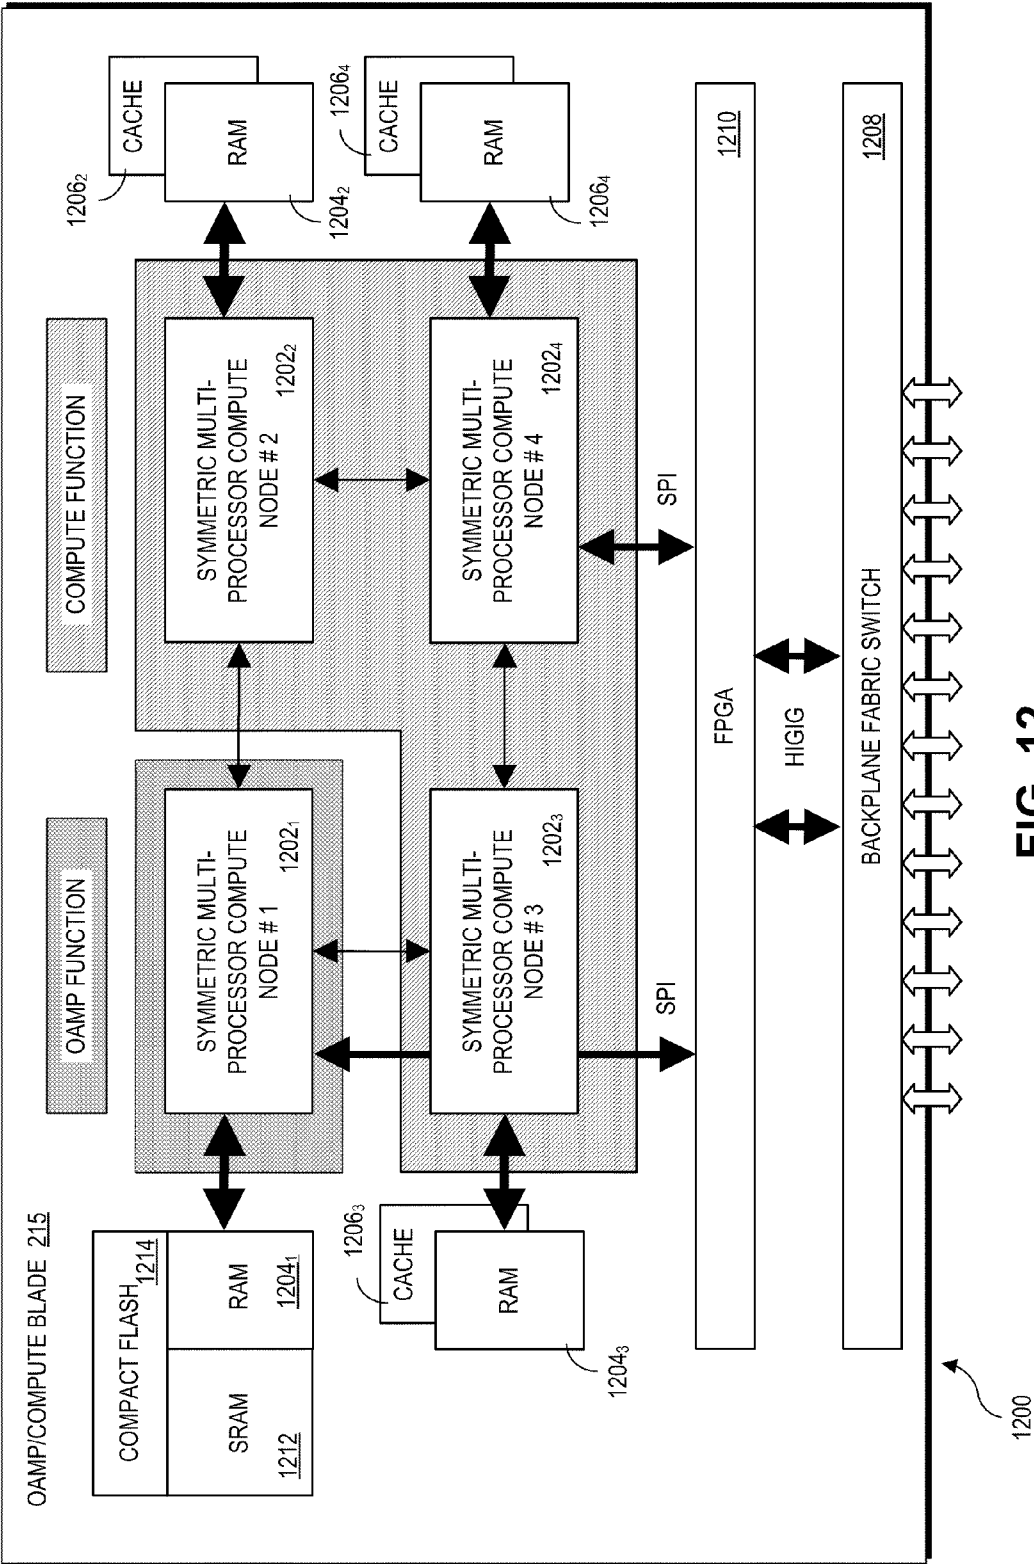 OAMP/COMPUTE BLADE 215
OAMP FUNCTION
COMPUTE FUNCTION
COMPACT FLASH
1214
SRAM
1212
RAM
1204₁
SYMMETRIC MULTI-
PROCESSOR COMPUTE
NODE # 1
1202₁
SYMMETRIC MULTI-
PROCESSOR COMPUTE
NODE # 2
1202₂
1206₂
CACHE
RAM
1204₂
1206₃
CACHE
RAM
1204₃
SYMMETRIC MULTI-
PROCESSOR COMPUTE
NODE # 3
1202₃
SYMMETRIC MULTI-
PROCESSOR COMPUTE
NODE # 4
1202₄
1206₄
CACHE
RAM
1206₄
SPI
SPI
FPGA
1210
HIGIG
BACKPLANE FABRIC SWITCH
1208
1200
FIG. 12